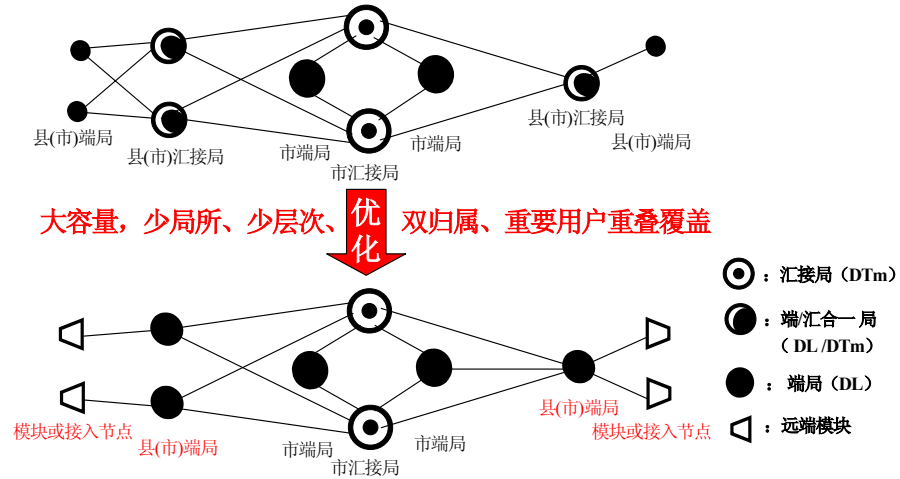 县(市)端局
县(市)汇接局
市端局
市汇接局
市端局
县(市)汇接局
县(市)端局
大容量，少局所、少层次、
优
化
双归属、重要用户重叠覆盖
：汇接局（DTm）
：端/汇合一 局
（ DL /DTm）
：端局（DL）
：远端模块
模块或接入节点
县(市)端局
市端局
市汇接局
市端局
县(市)端局
模块或接入节点